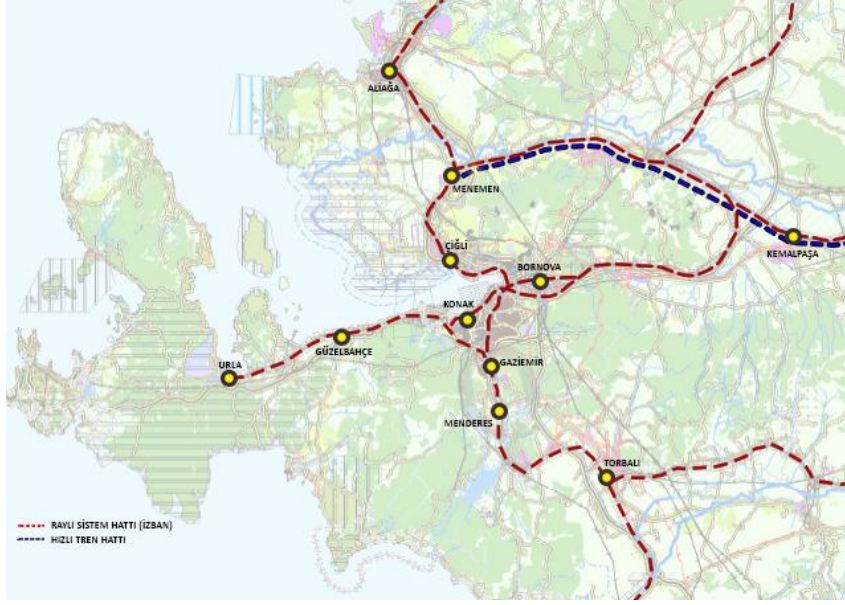 ALİAĞA
MENEMEN
ÇİĞLİ
BORNOVA
KEMALPAŞA
KONAK
GÜZELBAHÇE
URLA
GAZİEMİR
MENDERES
TORBALI
RAYLI SİSTEM HATTI (İZBAN)
HIZLI TREN HATTI